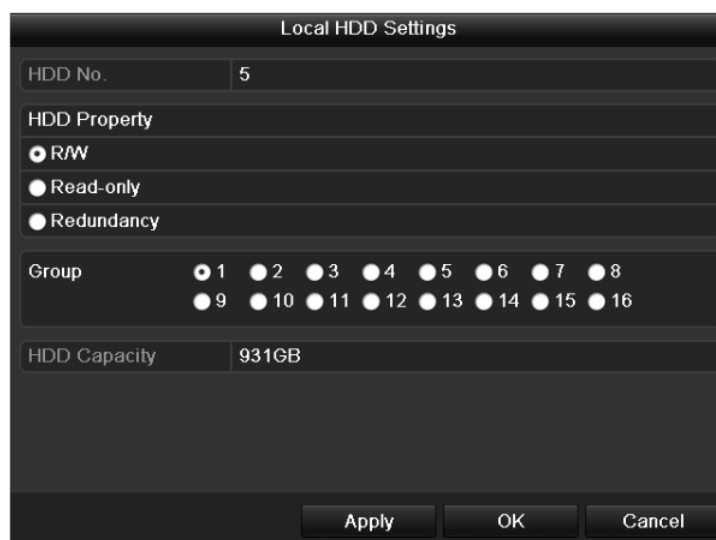 Local HDD Settings
HDD No. 5
HDD Property
R/W
Read-only
Redundancy
Group 1 2 3 4 5 6 7 8
9 10 11 12 13 14 15 16
HDD Capacity 931GB
Apply OK Cancel